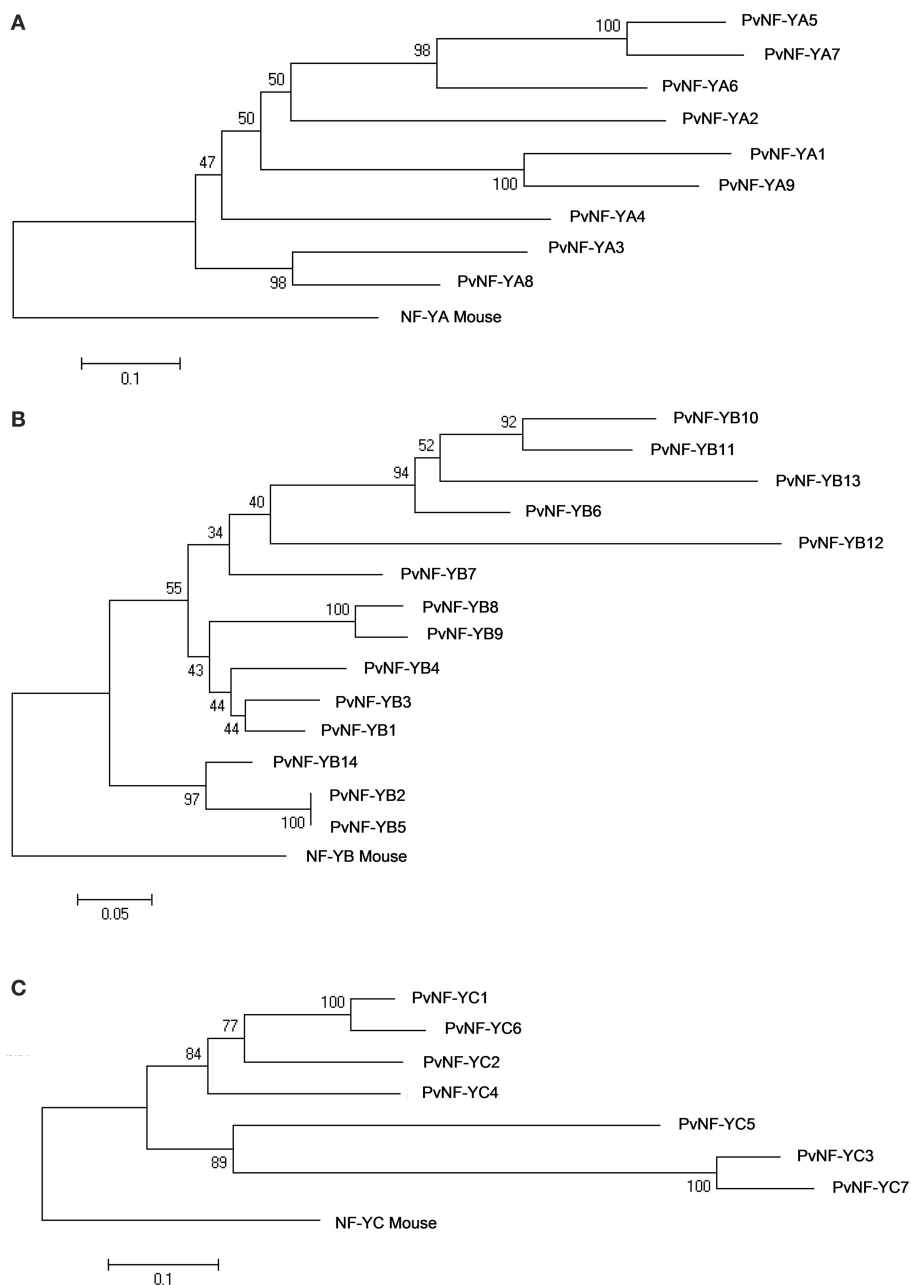 A
PvNF-YA5
100
PvNF-YA7
98
PvNF-YA6
50
PvNF-YA2
50
PvNF-YA1
47
100
PvNF-YA9
PvNF-YA4
PvNF-YA3
98
PvNF-YA8
NF-YA Mouse
0.1
B
PvNF-YB10
92
PvNF-YB11
52
94
PvNF-YB13
40
PvNF-YB6
34
PvNF-YB12
PvNF-YB7
55
100
PvNF-YB8
PvNF-YB9
43
PvNF-YB4
44
PvNF-YB3
44
PvNF-YB1
PvNF-YB14
97
PvNF-YB2
100
PvNF-YB5
NF-YB Mouse
0.05
C
PvNF-YC1
100
PvNF-YC6
77
84
PvNF-YC2
PvNF-YC4
PvNF-YC5
89
PvNF-YC3
100
PvNF-YC7
NF-YC Mouse
0.1